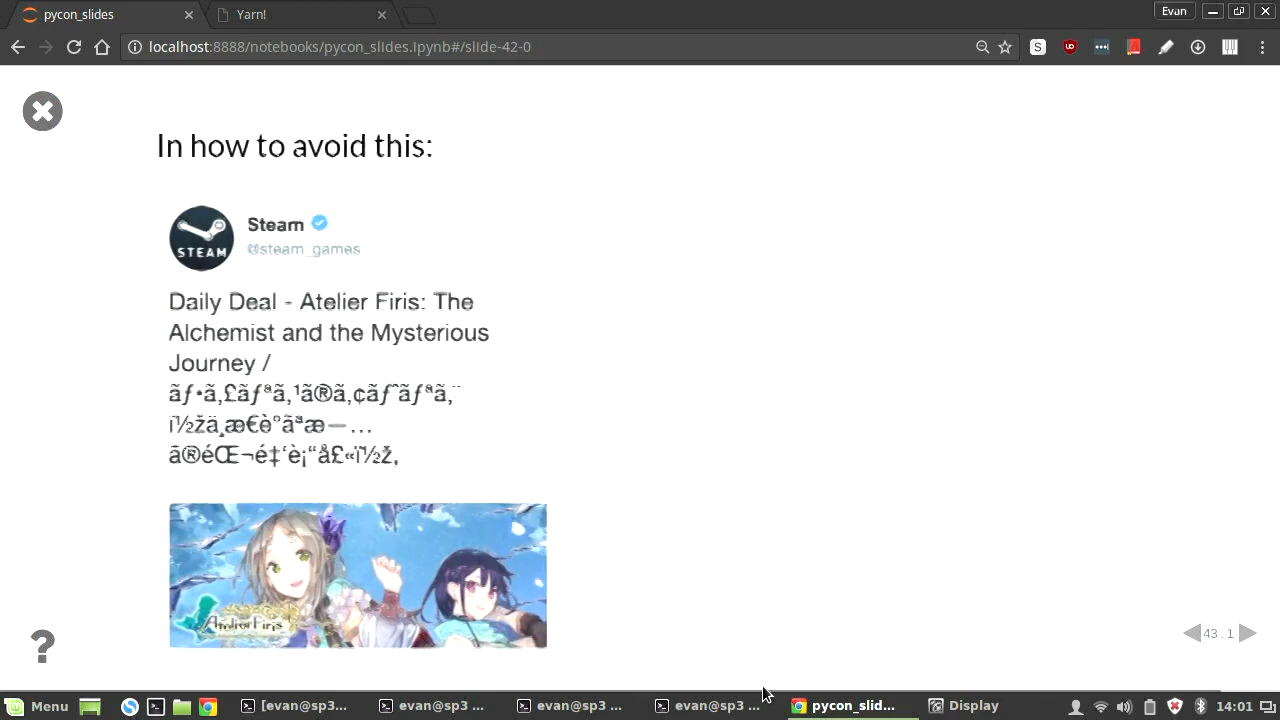 pycon_slides
Yarn!
Evan
localhost:8888/notebooks/pycon_slides.ipynb#/slide-42-0
In how to avoid this:
STEAM
Steam
@steam_games
Daily Deal - Atelier Firis: The
Alchemist and the Mysterious
Journey /
ãƒ•ã‚£ãƒªã‚¹ã®ã‚¢ãƒˆãƒªã‚¨
ï½žä¸æ€è°ãªæ—…
ã®éŒ¬é‡‘è¡“å£«ï½ž,
Atelier Firis
43.1
Menu
[evan@sp3...
evan@sp3 ...
evan@sp3 ...
evan@sp3 ...
pycon_slid...
Display
14:01